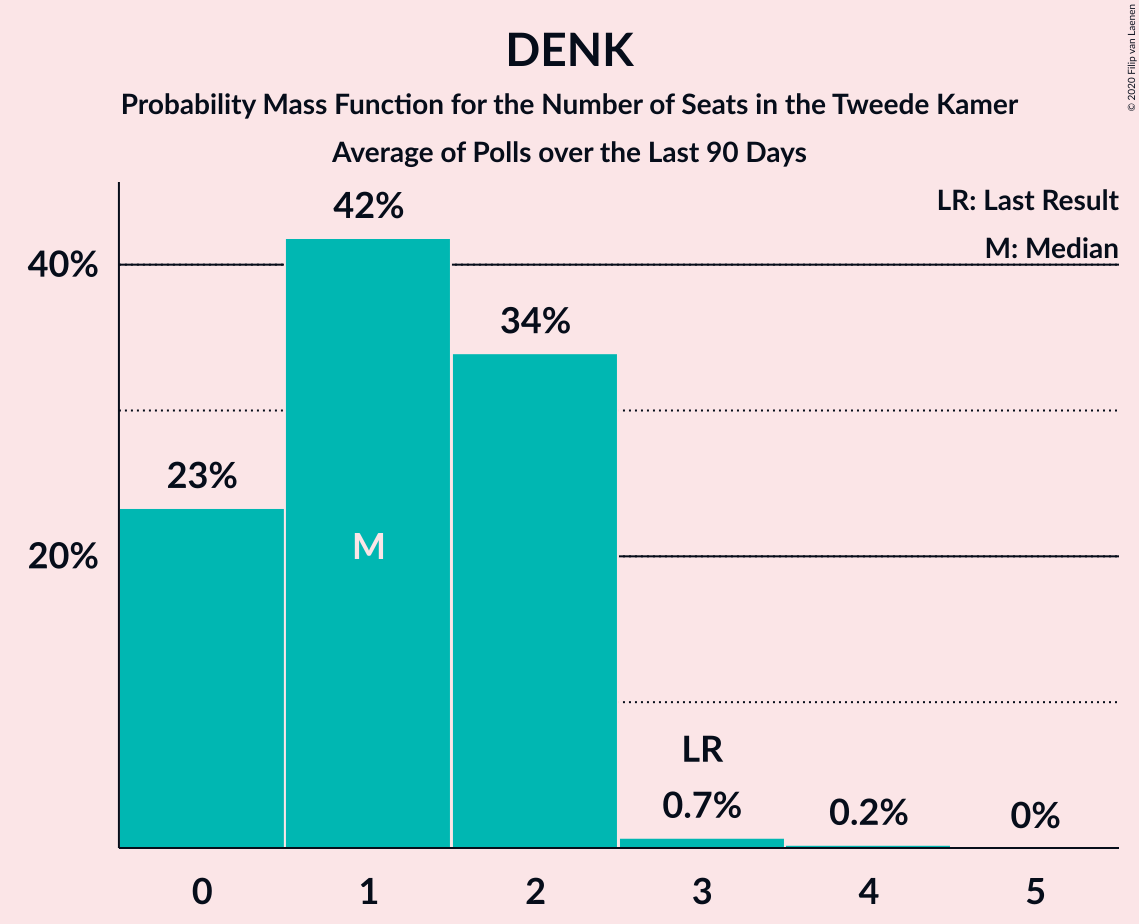 DENK
Probability Mass Function for the Number of Seats in the Tweede Kamer
Average of Polls over the Last 90 Days
© 2020 Filip van Laenen
LR: Last Result
M: Median
42%
40%
34%
23%
M
20%
LR
0.7%
0.2%
0%
0 1 2 3 4 5